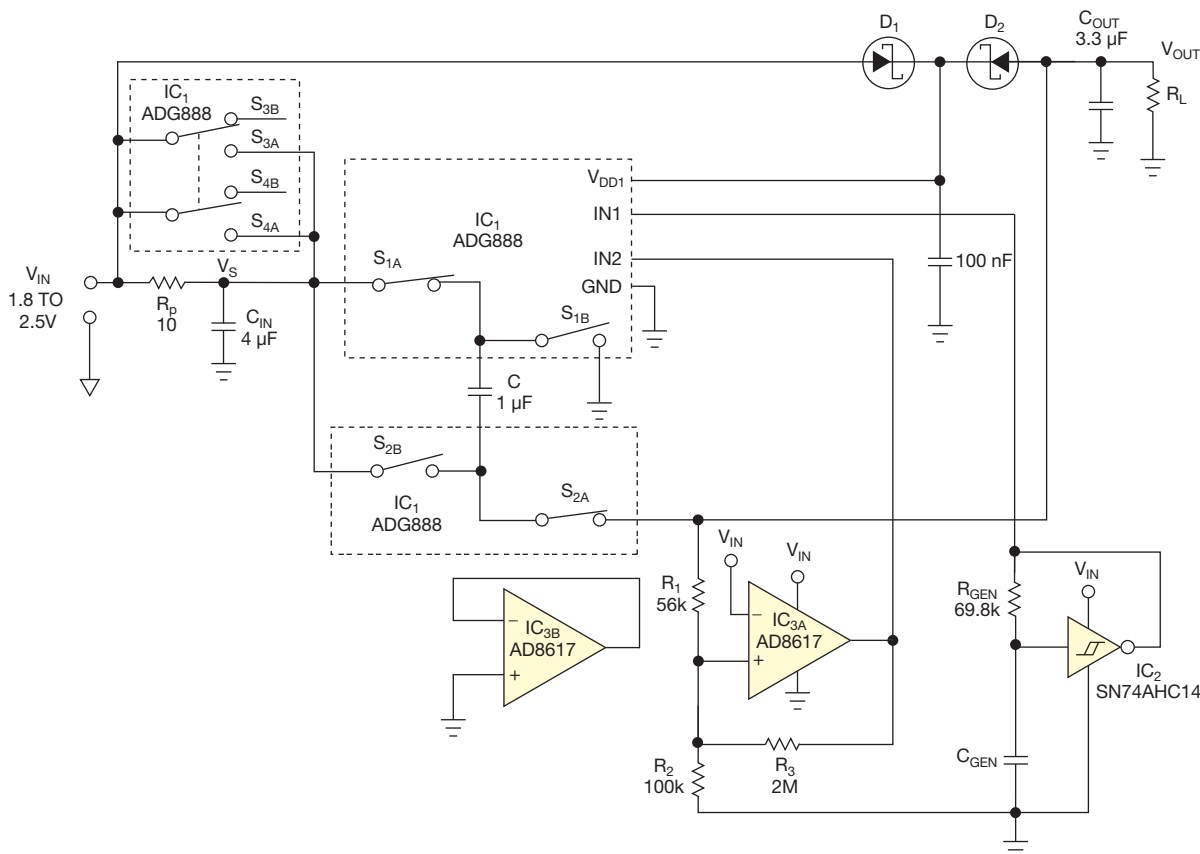 D1
D2
COUT
3.3 µF
VOUT
RL
IC1
ADG888
S3B
S3A
S4B
S4A
VDD1
IN1
IN2
GND
IC1
ADG888
S1A
S1B
100 nF
VIN
1.8 TO
2.5V
RP
10
VS
CIN
4 µF
C
1 µF
S2B
IC1
ADG888
S2A
VIN
VIN
R1
56k
−
IC3A
AD8617
+
−
IC3B
AD8617
+
RGEN
69.8k
VIN
IC2
SN74AHC14
R2
100k
R3
2M
CGEN